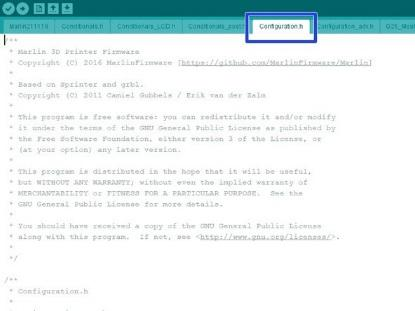 Marlin211116 Conditionals.h Conditionals_LCD.h Conditionals_post.h Configuration.h Configuration_adv.h
/**
* Marlin 3D Printer Firmware
* Copyright (C) 2016 MarlinFirmware [https://github.com/MarlinFirmware/Marlin]
*
* Based on Sprinter and grbl.
* Copyright (C) 2011 Camiel Gubbels / Erik van der Zalm
*
* This program is free software: you can redistribute it and/or modify
* it under the terms of the GNU General Public License as published by
* the Free Software Foundation, either version 3 of the License, or
* (at your option) any later version.
*
* This program is distributed in the hope that it will be useful,
* but WITHOUT ANY WARRANTY; without even the implied warranty of
* MERCHANTABILITY or FITNESS FOR A PARTICULAR PURPOSE.  See the
* GNU General Public License for more details.
*
* You should have received a copy of the GNU General Public License
* along with this program.  If not, see <http://www.gnu.org/licenses/>.
*
*/
/**
* Configuration.h
*